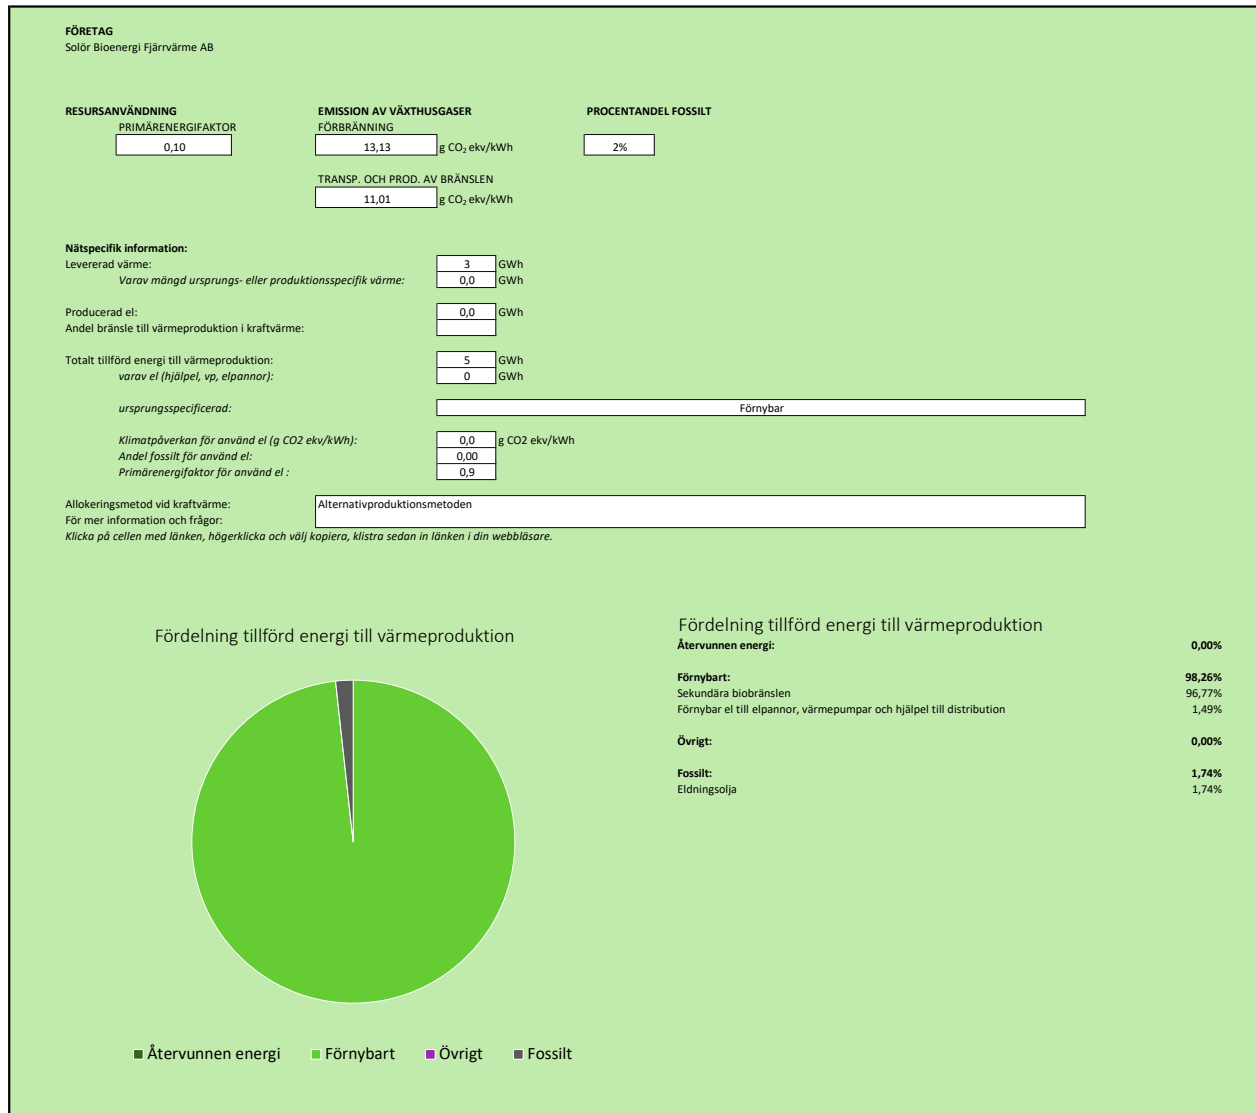 FÖRETAG
Solör Bioenergi Fjärrvärme AB
RESURSANVÄNDNING EMISSION AV VÄXTHUSGASER PROCENTANDEL FOSSILT
PRIMÄRENERGIFAKTOR FÖRBRÄNNING
0,10 13,13 g CO₂ ekv/kWh 2%
TRANSP. OCH PROD. AV BRÄNSLEN
11,01 g CO₂ ekv/kWh
Nätspecifik information:
Levererad värme: 3 GWh
Varav mängd ursprungs- eller produktionsspecifik värme: 0,0 GWh
Producerad el: 0,0 GWh
Andel bränsle till värmeproduktion i kraftvärme:
Totalt tillförd energi till värmeproduktion: 5 GWh
varav el (hjälpel, vp, elpannor): 0 GWh
ursprungsspecificerad: Förnybar
Klimatpåverkan för använd el (g CO2 ekv/kWh): 0,0 g CO2 ekv/kWh
Andel fossilt för använd el: 0,00
Primärenergifaktor för använd el : 0,9
Allokeringsmetod vid kraftvärme: Alternativproduktionsmetoden
För mer information och frågor:
Klicka på cellen med länken, högerklicka och välj kopiera, klistra sedan in länken i din webbläsare.
Fördelning tillförd energi till värmeproduktion
Återvunnen energi
Förnybart
Övrigt
Fossilt
Fördelning tillförd energi till värmeproduktion
Återvunnen energi: 0,00%
Förnybart: 98,26%
Sekundära biobränslen 96,77%
Förnybar el till elpannor, värmepumpar och hjälpel till distribution 1,49%
Övrigt: 0,00%
Fossilt: 1,74%
Eldningsolja 1,74%